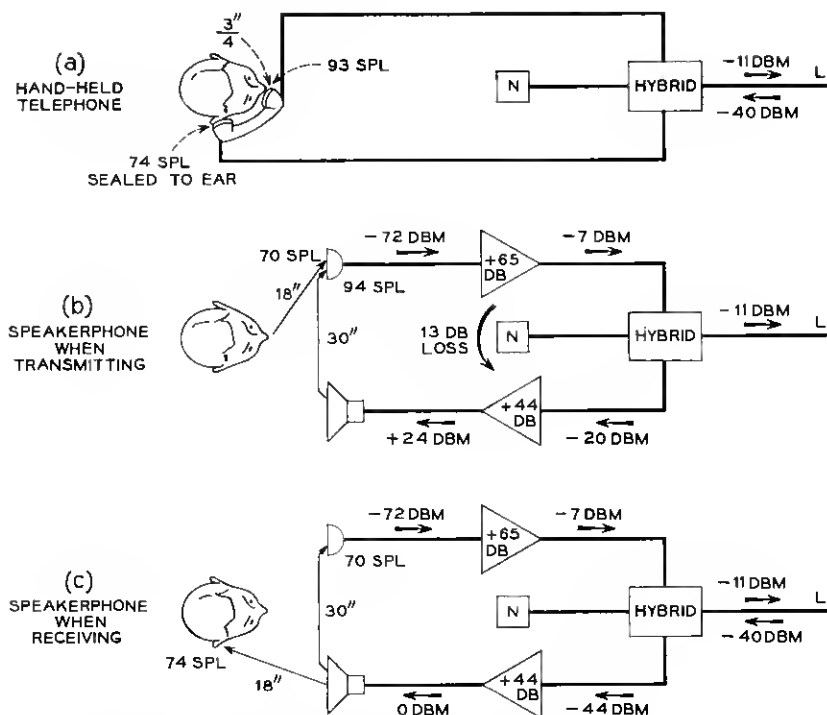 (a)
HAND-HELD
TELEPHONE
3"
4
93 SPL
74 SPL
SEALED TO EAR
N
HYBRID
-11 DBM
L
-40 DBM
(b)
SPEAKERPHONE
WHEN
TRANSMITTING
70 SPL
18"
94 SPL
30"
-72 DBM
+65
DB
-7 DBM
13 DB
LOSS
N
HYBRID
-11 DBM
L
+44
DB
+24 DBM
-20 DBM
(c)
SPEAKERPHONE
WHEN
RECEIVING
74 SPL
18"
70 SPL
30"
-72 DBM
+65
DB
-7 DBM
N
HYBRID
-11 DBM
L
-40 DBM
+44
DB
0 DBM
-44 DBM